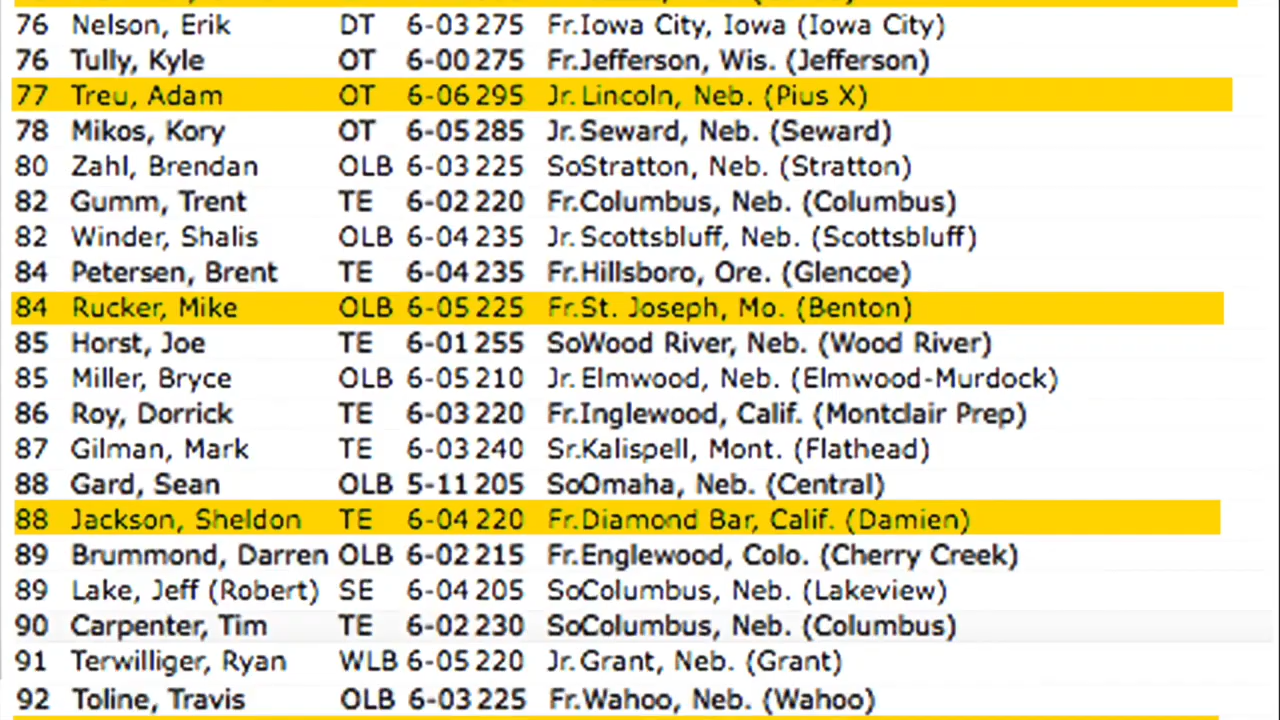 76 Nelson, Erik DT 6-03 275 Fr.Iowa City, Iowa (Iowa City)
76 Tully, Kyle OT 6-00 275 Fr.Jefferson, Wis. (Jefferson)
77 Treu, Adam OT 6-06 295 Jr. Lincoln, Neb. (Pius X)
78 Mikos, Kory OT 6-05 285 Jr. Seward, Neb. (Seward)
80 Zahl, Brendan OLB 6-03 225 SoStratton, Neb. (Stratton)
82 Gumm, Trent TE 6-02 220 Fr.Columbus, Neb. (Columbus)
82 Winder, Shalis OLB 6-04 235 Jr. Scottsbluff, Neb. (Scottsbluff)
84 Petersen, Brent TE 6-04 235 Fr.Hillsboro, Ore. (Glencoe)
84 Rucker, Mike OLB 6-05 225 Fr.St. Joseph, Mo. (Benton)
85 Horst, Joe TE 6-01 255 SoWood River, Neb. (Wood River)
85 Miller, Bryce OLB 6-05 210 Jr. Elmwood, Neb. (Elmwood-Murdock)
86 Roy, Dorrick TE 6-03 220 Fr.Inglewood, Calif. (Montclair Prep)
87 Gilman, Mark TE 6-03 240 Sr.Kalispell, Mont. (Flathead)
88 Gard, Sean OLB 5-11 205 SoOmaha, Neb. (Central)
88 Jackson, Sheldon TE 6-04 220 Fr.Diamond Bar, Calif. (Damien)
89 Brummond, Darren OLB 6-02 215 Fr.Englewood, Colo. (Cherry Creek)
89 Lake, Jeff (Robert) SE 6-04 205 SoColumbus, Neb. (Lakeview)
90 Carpenter, Tim TE 6-02 230 SoColumbus, Neb. (Columbus)
91 Terwilliger, Ryan WLB 6-05 220 Jr. Grant, Neb. (Grant)
92 Toline, Travis OLB 6-03 225 Fr.Wahoo, Neb. (Wahoo)